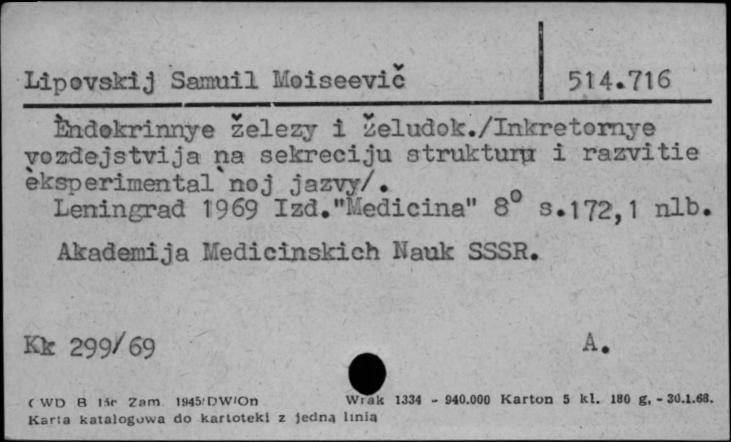 Lipovskij Samuil Moiseevič 514.716
Èndokrinnye železy i želudok./Inkretornye
vozdejstvija na sekreciju strukturu i razvitie
èksperimental'noj jazvy/.
Leningrad 1969 Izd."Medicina" 8° s.172,1 nlb.
Akademija Medicinskich Nauk SSSR.
Kk 299/69 A.
CWD B Zam. 1945/DW/On Wrak 1334 - 940.000 Karton 5 kl. 180 g, - 30.1.68.
Karta katalogowa do kartoteki z jedną linią